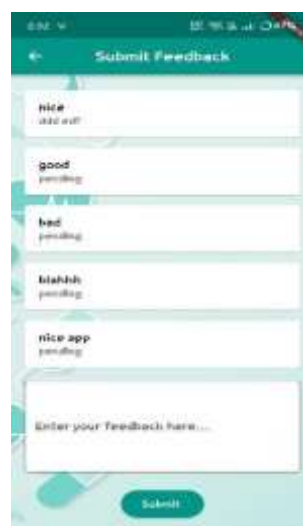 Submit Feedback
nice
good
pending
bad
pending
blahhh
pending
nice app
pending
Enter your feedback here...
Submit